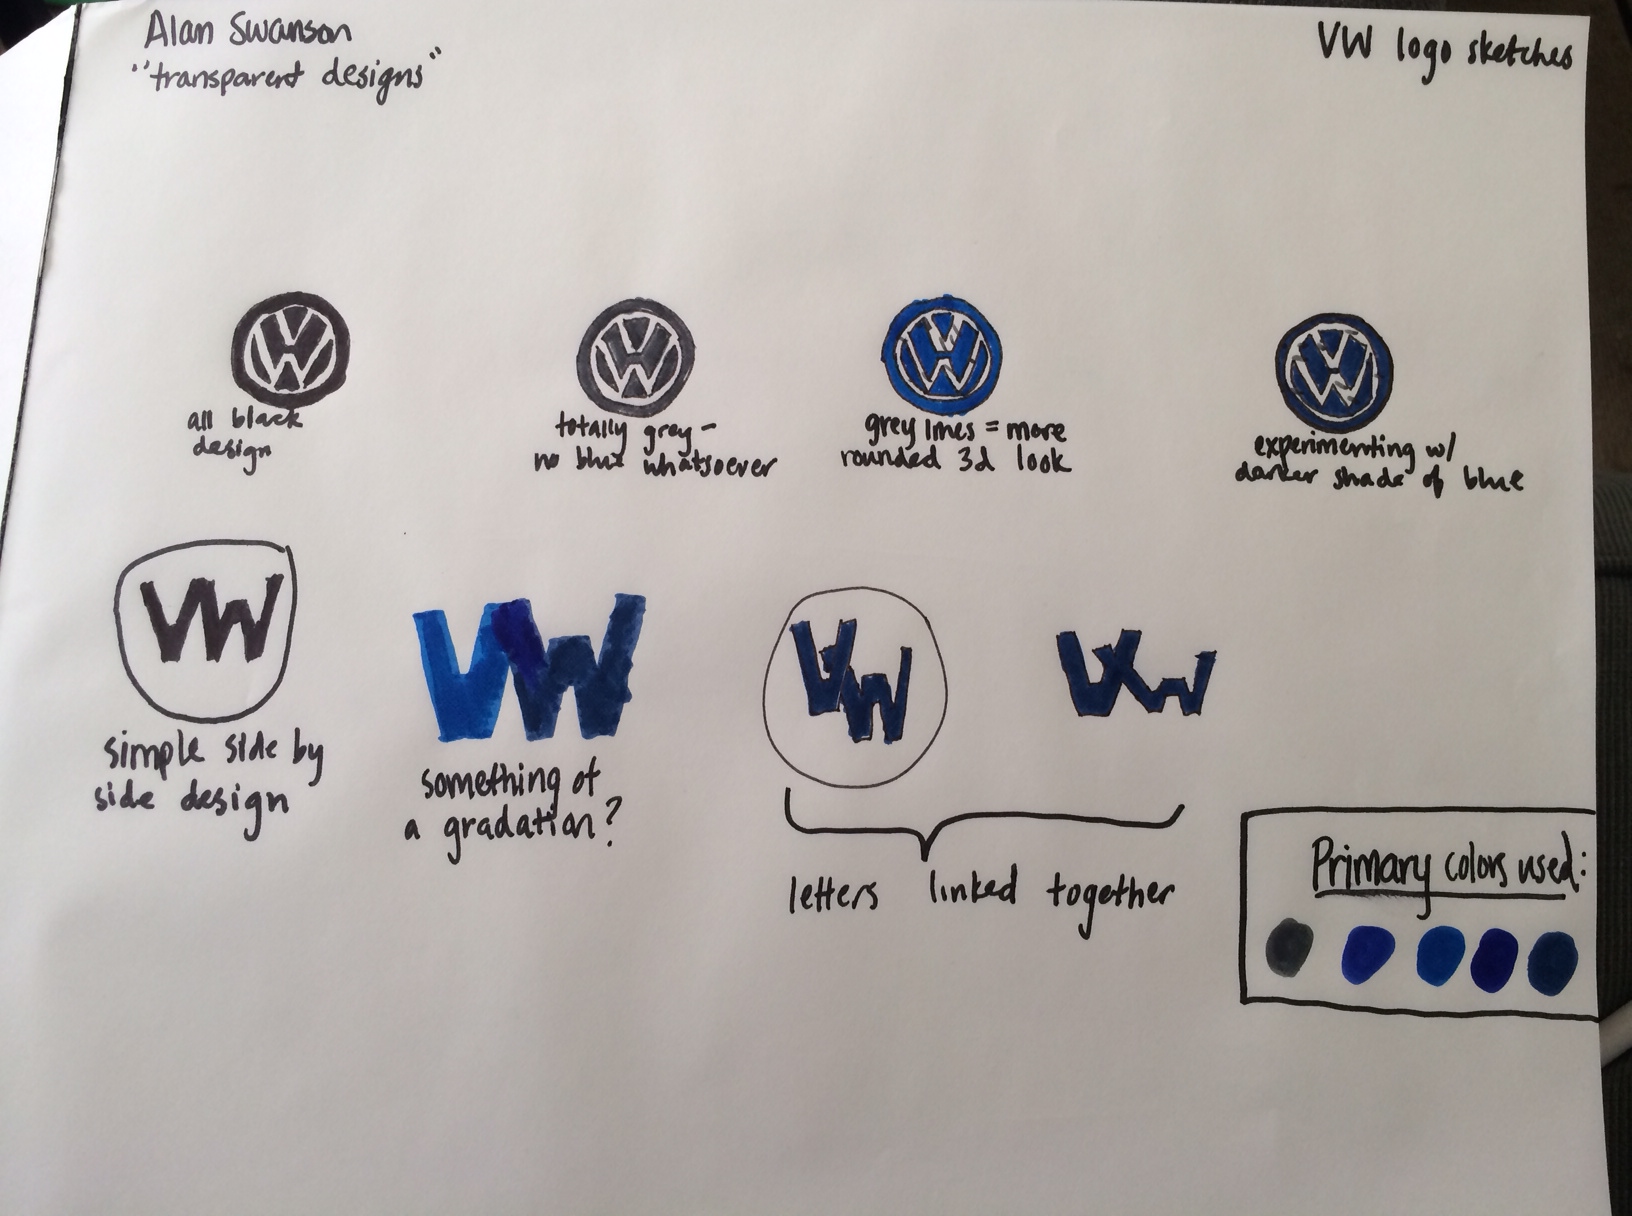 Alan Swanson
"transparent designs"
VW logo sketches
all black
design
totally grey -
no blue whatsoever
grey lines = more
rounded 3d look
experimenting w/
darker shade of blue
VW
simple side by
side design
VW
something of
a gradation?
VW
VW
letters linked together
Primary colors used: